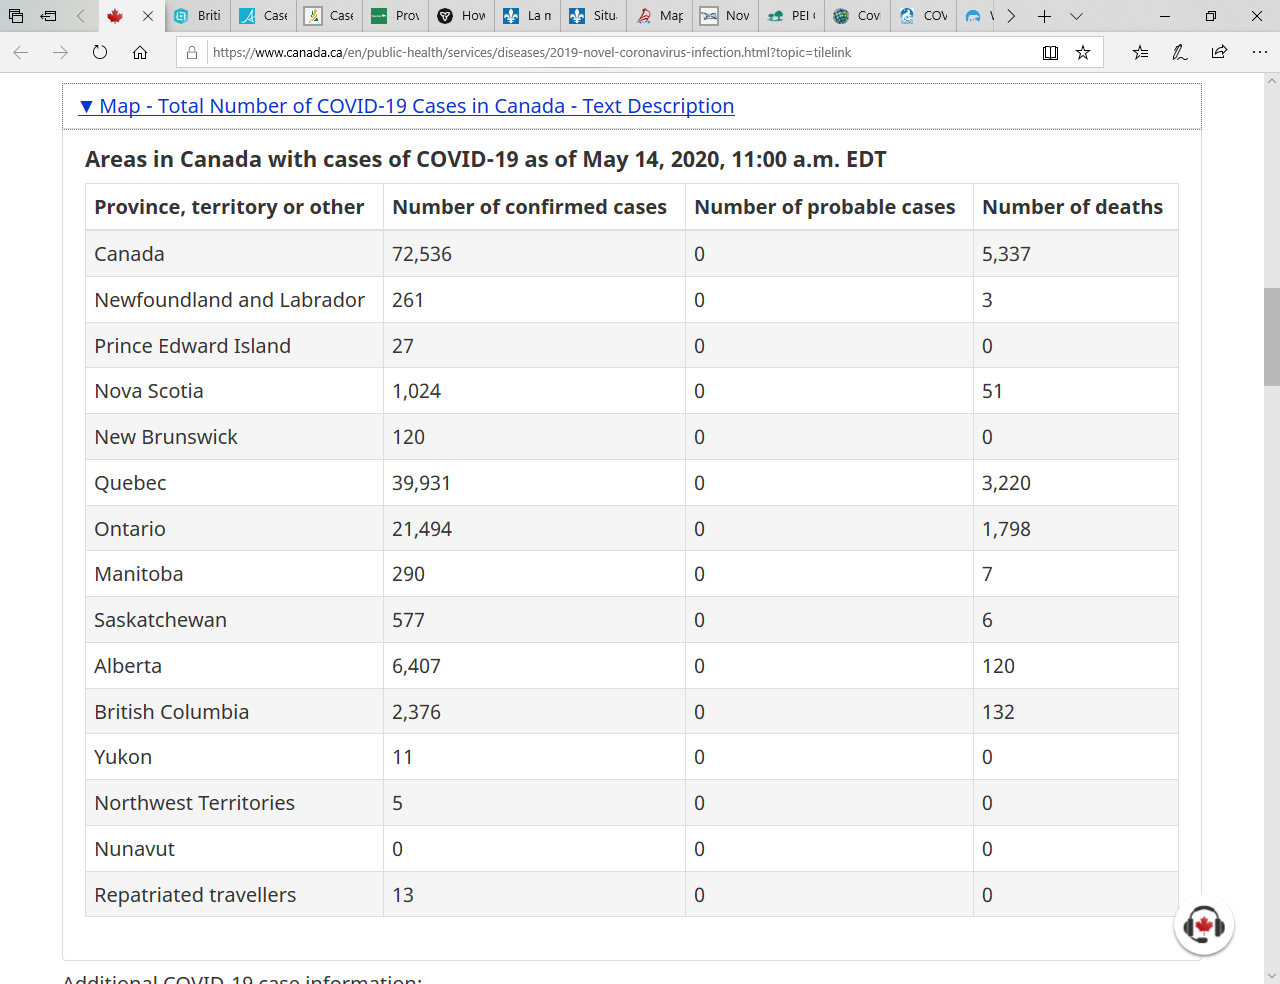 Briti
Case
Case
Prov
How
La m
Situ
Map
Nov
PEI
Cov
COV
https://www.canada.ca/en/public-health/services/diseases/2019-novel-coronavirus-infection.html?topic=tilelink
▼ Map - Total Number of COVID-19 Cases in Canada - Text Description
Areas in Canada with cases of COVID-19 as of May 14, 2020, 11:00 a.m. EDT
Province, territory or other Number of confirmed cases Number of probable cases Number of deaths
Canada 72,536 0 5,337
Newfoundland and Labrador 261 0 3
Prince Edward Island 27 0 0
Nova Scotia 1,024 0 51
New Brunswick 120 0 0
Quebec 39,931 0 3,220
Ontario 21,494 0 1,798
Manitoba 290 0 7
Saskatchewan 577 0 6
Alberta 6,407 0 120
British Columbia 2,376 0 132
Yukon 11 0 0
Northwest Territories 5 0 0
Nunavut 0 0 0
Repatriated travellers 13 0 0
Additional COVID-19 case information: